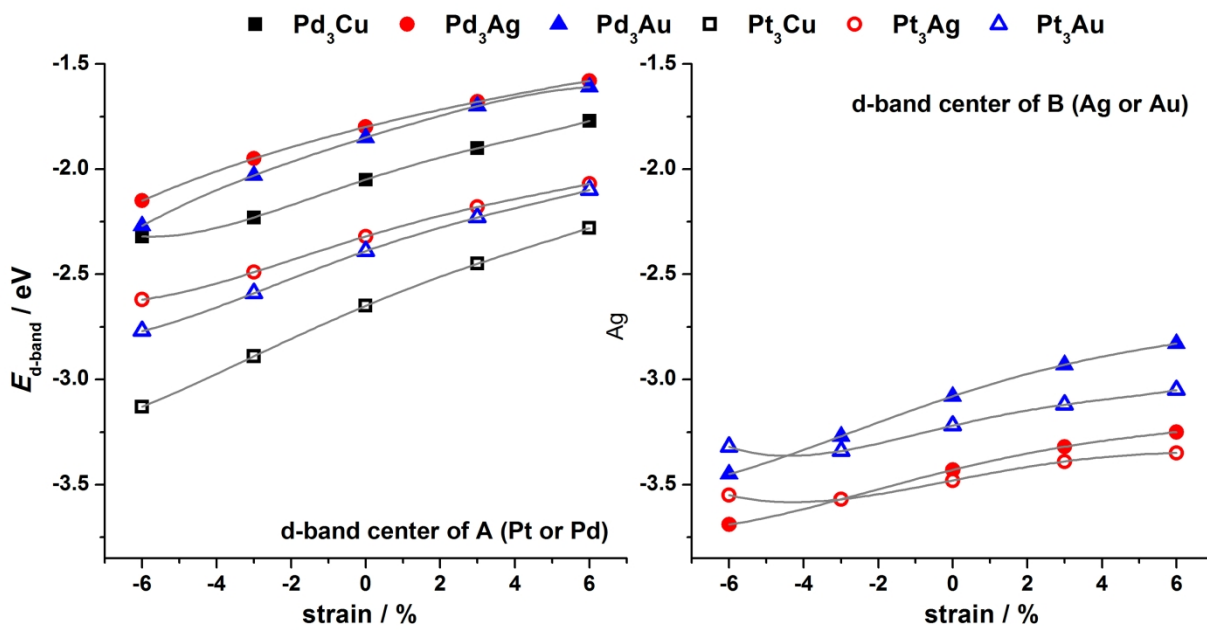 Pd3Cu Pd3Ag Pd3Au Pt3Cu Pt3Ag Pt3Au
-1.5
-2.0
-2.5
-3.0
-3.5
E d-band / eV
d-band center of A (Pt or Pd)
-6 -4 -2 0 2 4 6
strain / %
-1.5
-2.0
-2.5
-3.0
-3.5
Ag
d-band center of B (Ag or Au)
-6 -4 -2 0 2 4 6
strain / %